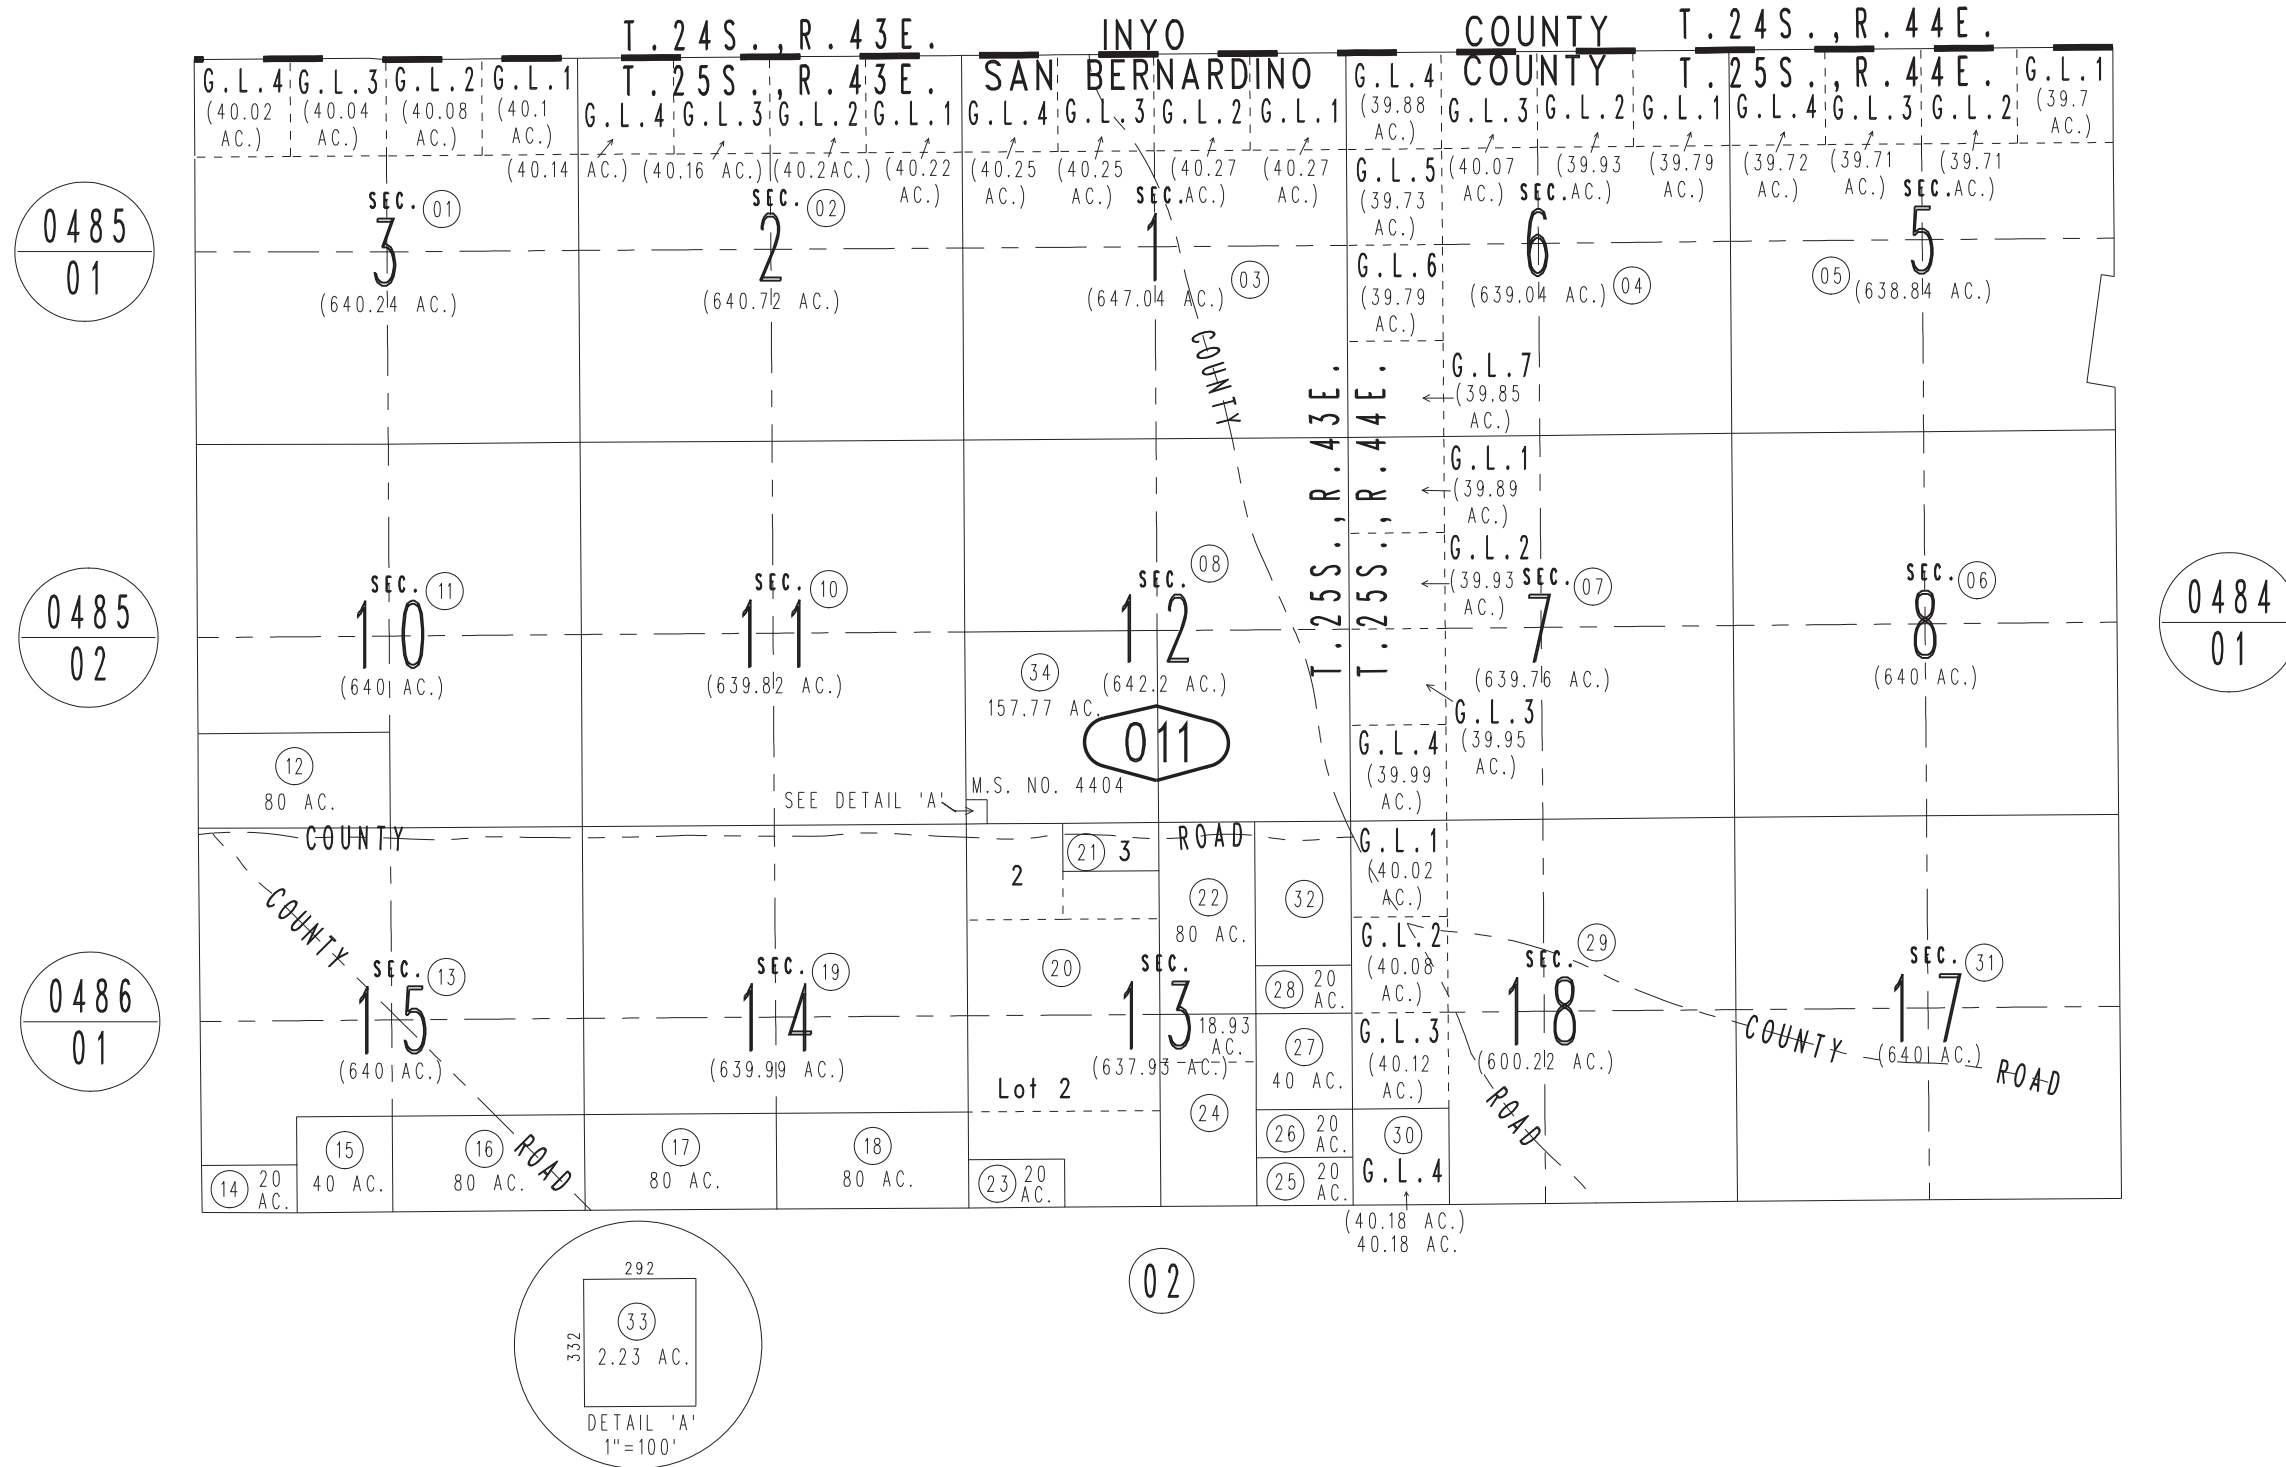 T.24S.,R.43E. INYO COUNTY T.24S.,R.44E.
T.25S.,R.43E. SAN BERNARDINO COUNTY T.25S.,R.44E.
G.L.4
(40.02
AC.)
G.L.3
(40.04
AC.)
G.L.2
(40.08
AC.)
G.L.1
(40.1
AC.)
G.L.4
(40.14 AC.)
G.L.3
(40.16 AC.)
G.L.2
(40.2AC.)
G.L.1
(40.22
AC.)
G.L.4
(40.25
AC.)
G.L.3
(40.25
AC.)
G.L.2
(40.27
AC.)
G.L.1
(40.27
AC.)
G.L.4
(39.88
AC.)
G.L.3
(40.07
AC.)
G.L.2
(39.93
AC.)
G.L.1
(39.79
AC.)
G.L.4
(39.72
AC.)
G.L.3
(39.71
AC.)
G.L.2
(39.71
AC.)
G.L.1
(39.7
AC.)
0485
01
SEC. 01
3
(640.24 AC.)
SEC. 02
2
(640.72 AC.)
SEC.
1
03
(647.04 AC.)
COUNTY
G.L.5
(39.73
AC.)
G.L.6
(39.79
AC.)
SEC.
6
04
(639.04 AC.)
SEC.
5
05
(638.84 AC.)
T.25S.,R.43E.
T.25S.,R.44E.
G.L.7
(39.85
AC.)
G.L.1
(39.89
AC.)
G.L.2
(39.93
AC.)
0485
02
SEC. 11
10
(640 AC.)
SEC. 10
11
(639.82 AC.)
SEC. 08
12
(642.2 AC.)
SEC. 07
7
(639.76 AC.)
SEC. 06
8
(640 AC.)
0484
01
34
157.77 AC.
011
M.S. NO. 4404
SEE DETAIL 'A'
G.L.3
(39.95
AC.)
G.L.4
(39.99
AC.)
12
80 AC.
COUNTY ROAD
COUNTY
2
21 3
22
80 AC.
32
G.L.1
(40.02
AC.)
G.L.2
(40.08
AC.)
G.L.3
(40.12
AC.)
0486
01
SEC. 13
15
(640 AC.)
SEC. 19
14
(639.99 AC.)
20
SEC.
13
(637.93 AC.)
18.93
AC.
28 20
AC.
27
40 AC.
SEC. 29
18
(600.22 AC.)
SEC. 31
17
(640 AC.)
COUNTY ROAD
ROAD
Lot 2
24
14 20
AC.
15
40 AC.
16
80 AC.
ROAD
17
80 AC.
18
80 AC.
23 20
AC.
26 20
AC.
25 20
AC.
30
G.L.4
(40.18 AC.)
40.18 AC.
02
292
332
33
2.23 AC.
DETAIL 'A'
1"=100'